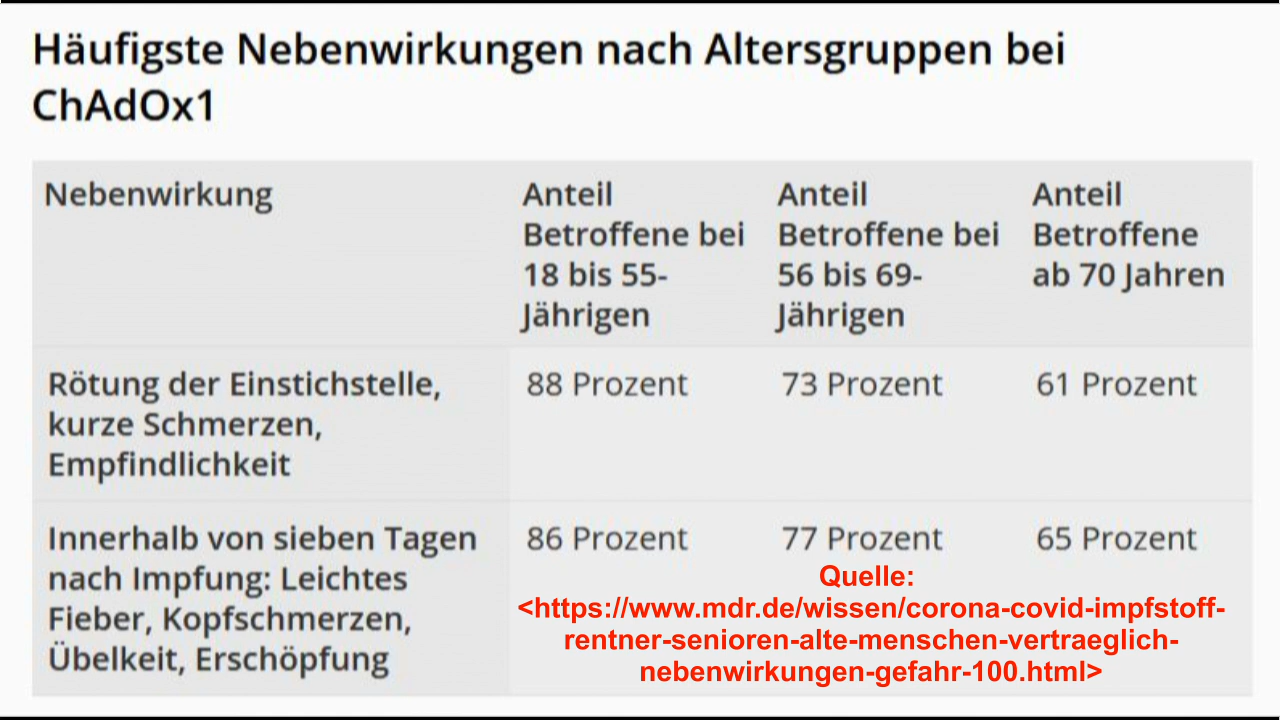 Häufigste Nebenwirkungen nach Altersgruppen bei
ChAdOx1
Nebenwirkung
Anteil
Betroffene bei
18 bis 55-
Jährigen
Anteil
Betroffene bei
56 bis 69-
Jährigen
Anteil
Betroffene
ab 70 Jahren
Rötung der Einstichstelle,
kurze Schmerzen,
Empfindlichkeit
88 Prozent
73 Prozent
61 Prozent
Innerhalb von sieben Tagen
nach Impfung: Leichtes
Fieber, Kopfschmerzen,
Übelkeit, Erschöpfung
86 Prozent
77 Prozent
65 Prozent
Quelle:
<https://www.mdr.de/wissen/corona-covid-impfstoff-
rentner-senioren-alte-menschen-vertraeglich-
nebenwirkungen-gefahr-100.html>